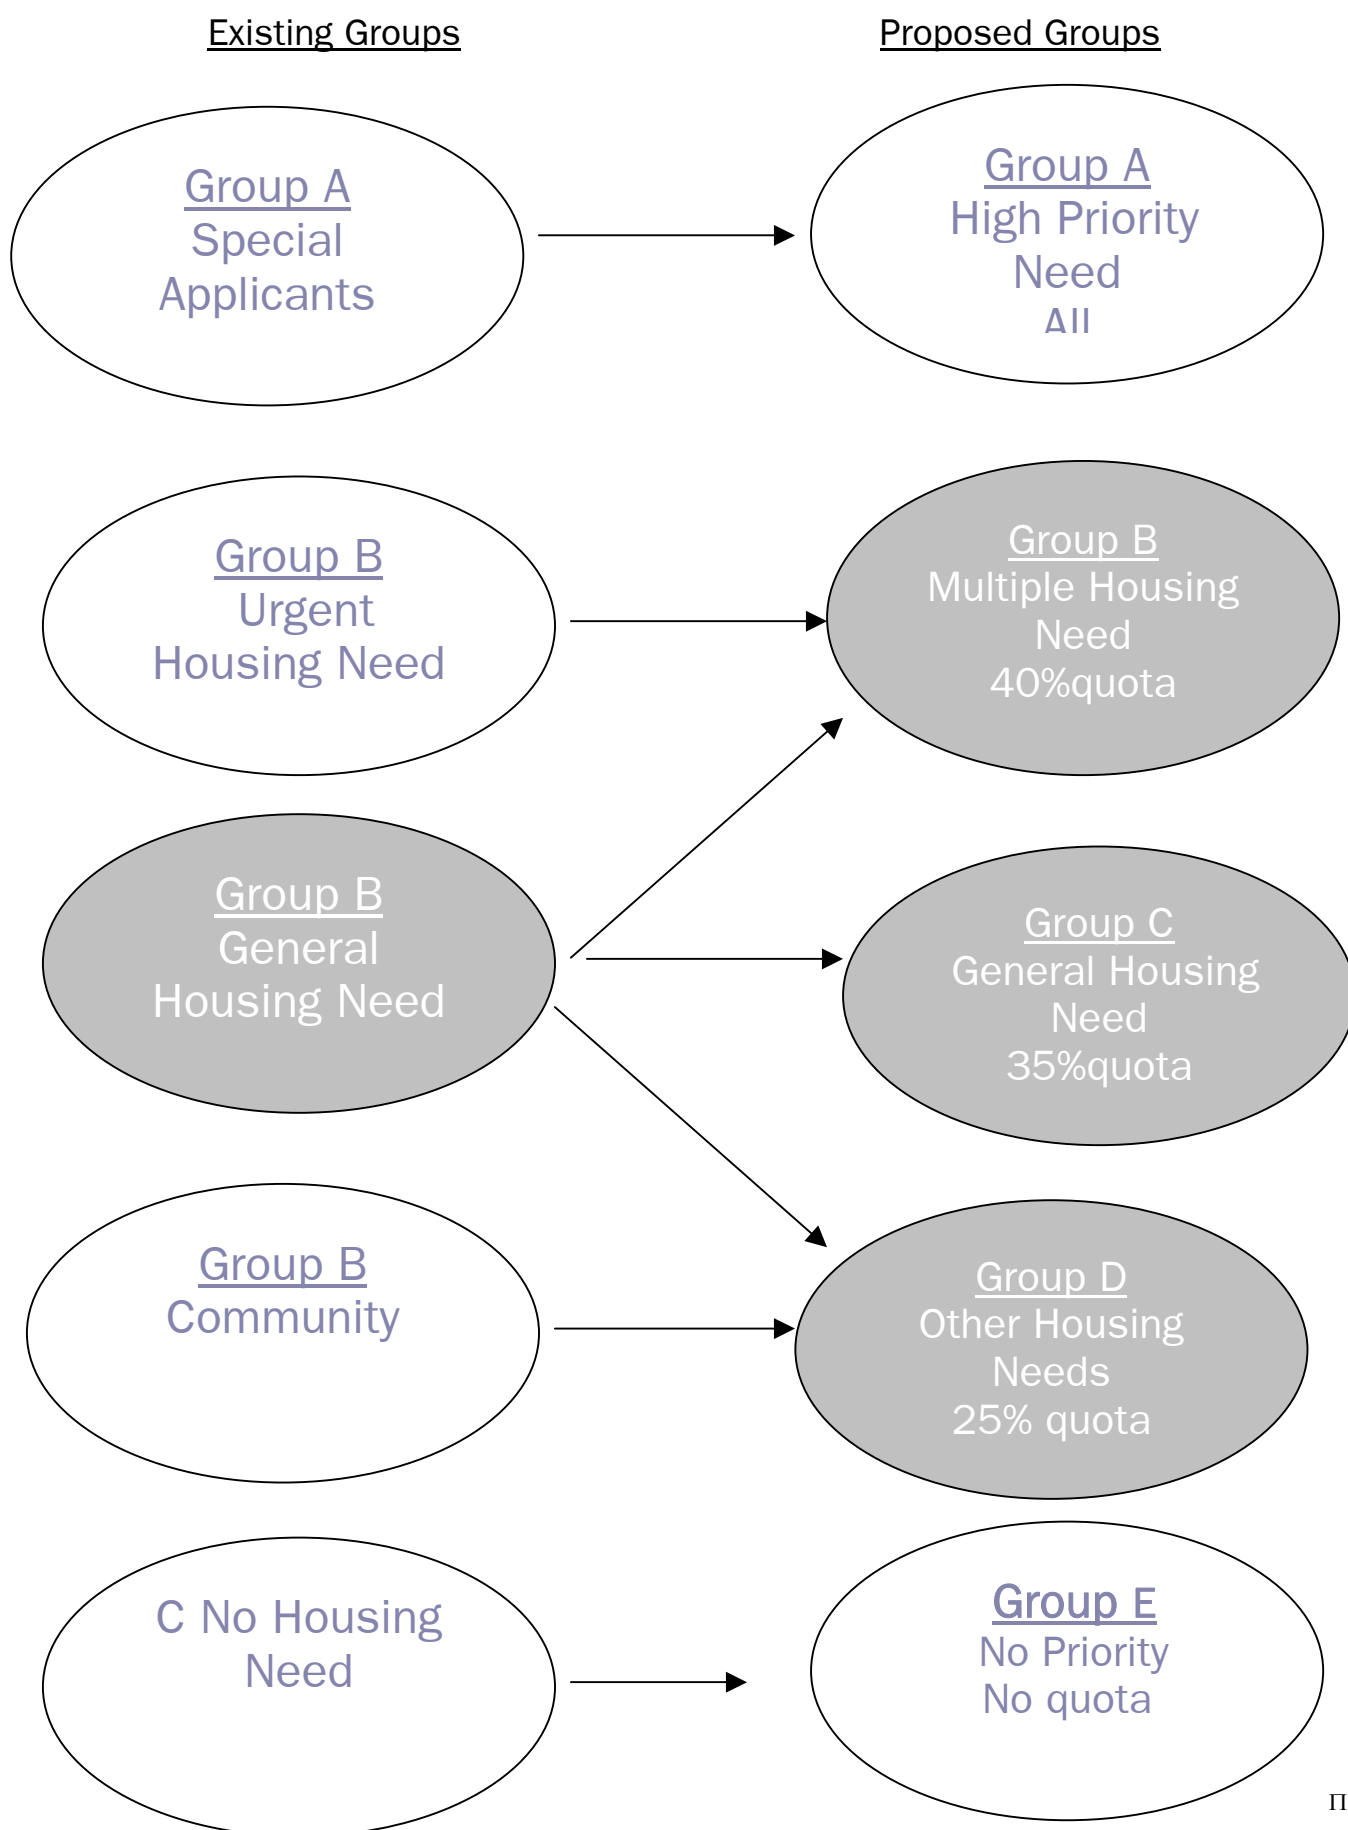 Existing Groups
Proposed Groups
Group A
Special
Applicants
Group A
High Priority
Need
All
Group B
Urgent
Housing Need
Group B
Multiple Housing
Need
40%quota
Group B
General
Housing Need
Group C
General Housing
Need
35%quota
Group B
Community
Group D
Other Housing
Needs
25% quota
C No Housing
Need
Group E
No Priority
No quota